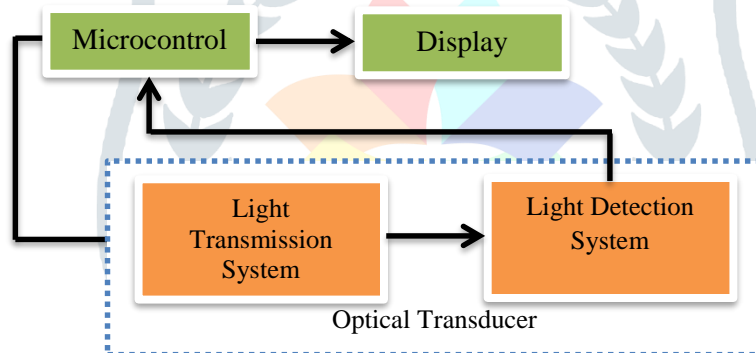 Microcontrol
Display
Light
Transmission
System
Light Detection
System
Optical Transducer